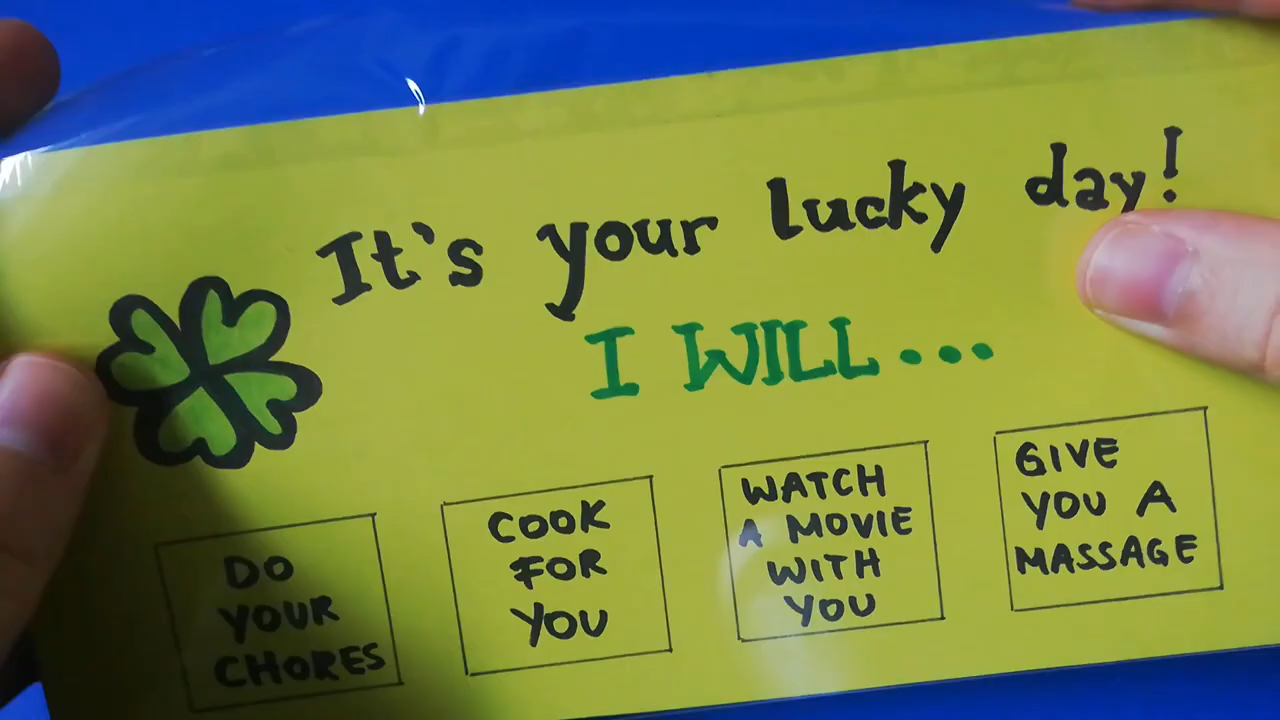 It's your lucky day!
I WILL...
DO
YOUR
CHORES
COOK
FOR
YOU
WATCH
A MOVIE
WITH
YOU
GIVE
YOU A
MASSAGE